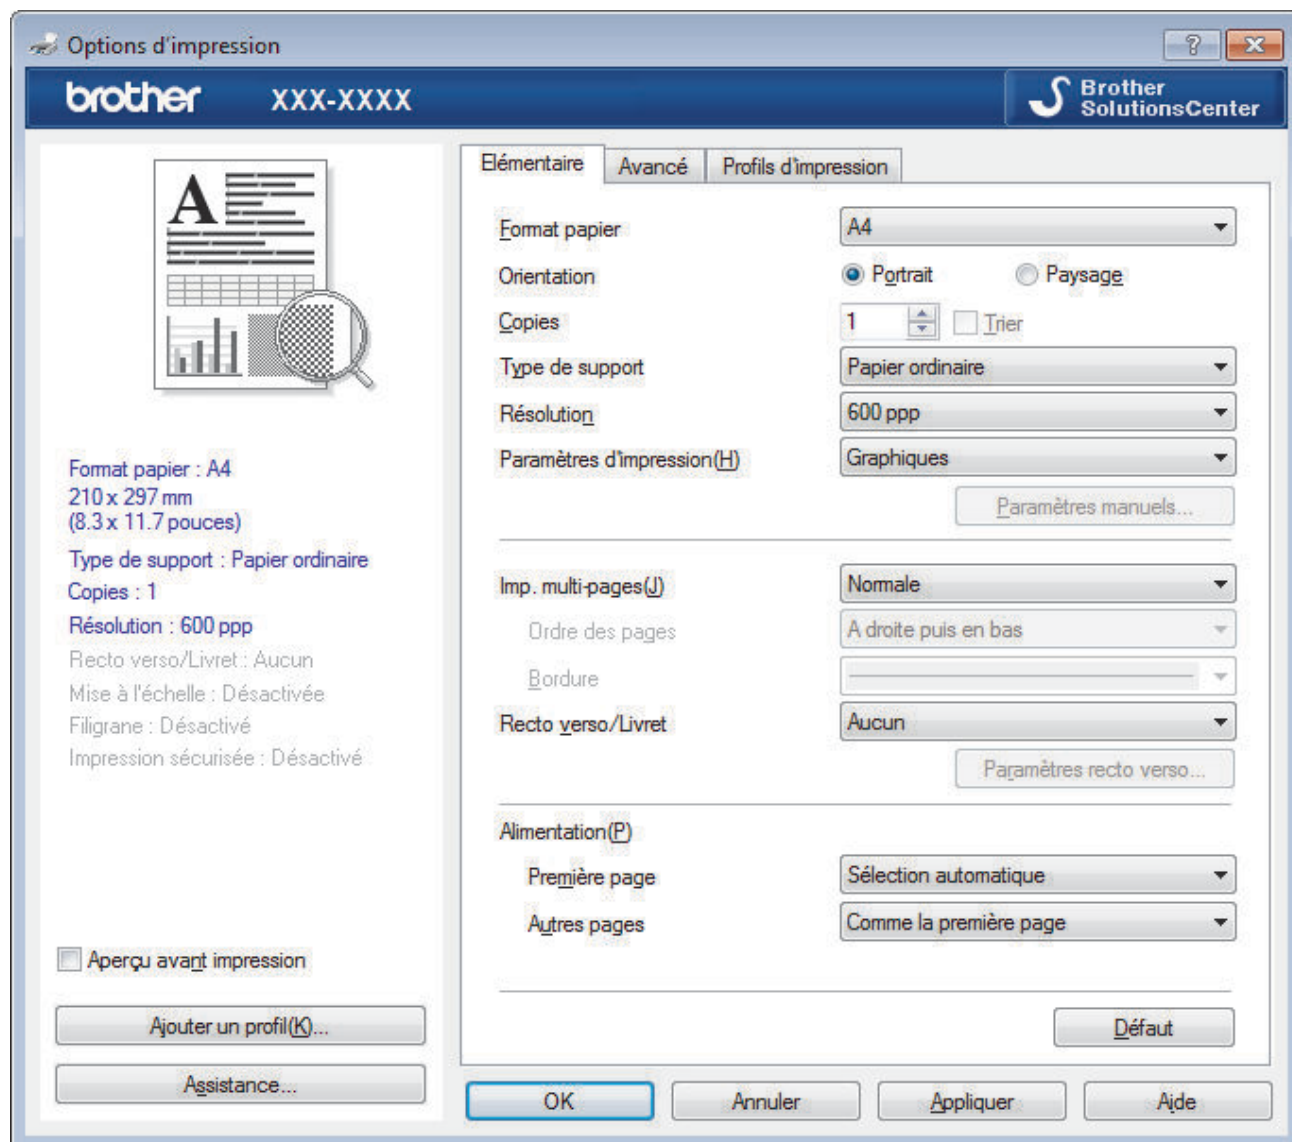 Options d'impression
brother XXX-XXXX
Brother
SolutionsCenter
A
Format papier : A4
210 x 297 mm
(8.3 x 11.7 pouces)
Type de support : Papier ordinaire
Copies : 1
Résolution : 600 ppp
Recto verso/Livret : Aucun
Mise à l'échelle : Désactivée
Filigrane : Désactivé
Impression sécurisée : Désactivé
Aperçu avant impression
Ajouter un profil(K)...
Assistance...
Elémentaire Avancé Profils d'impression
Format papier A4
Orientation Portrait Paysage
Copies 1 Trier
Type de support Papier ordinaire
Résolution 600 ppp
Paramètres d'impression(H) Graphiques
Paramètres manuels...
Imp. multi-pages(J) Normale
Ordre des pages A droite puis en bas
Bordure
Recto verso/Livret Aucun
Paramètres recto verso...
Alimentation(P)
Première page Sélection automatique
Autres pages Comme la première page
Défaut
OK Annuler Appliquer Aide